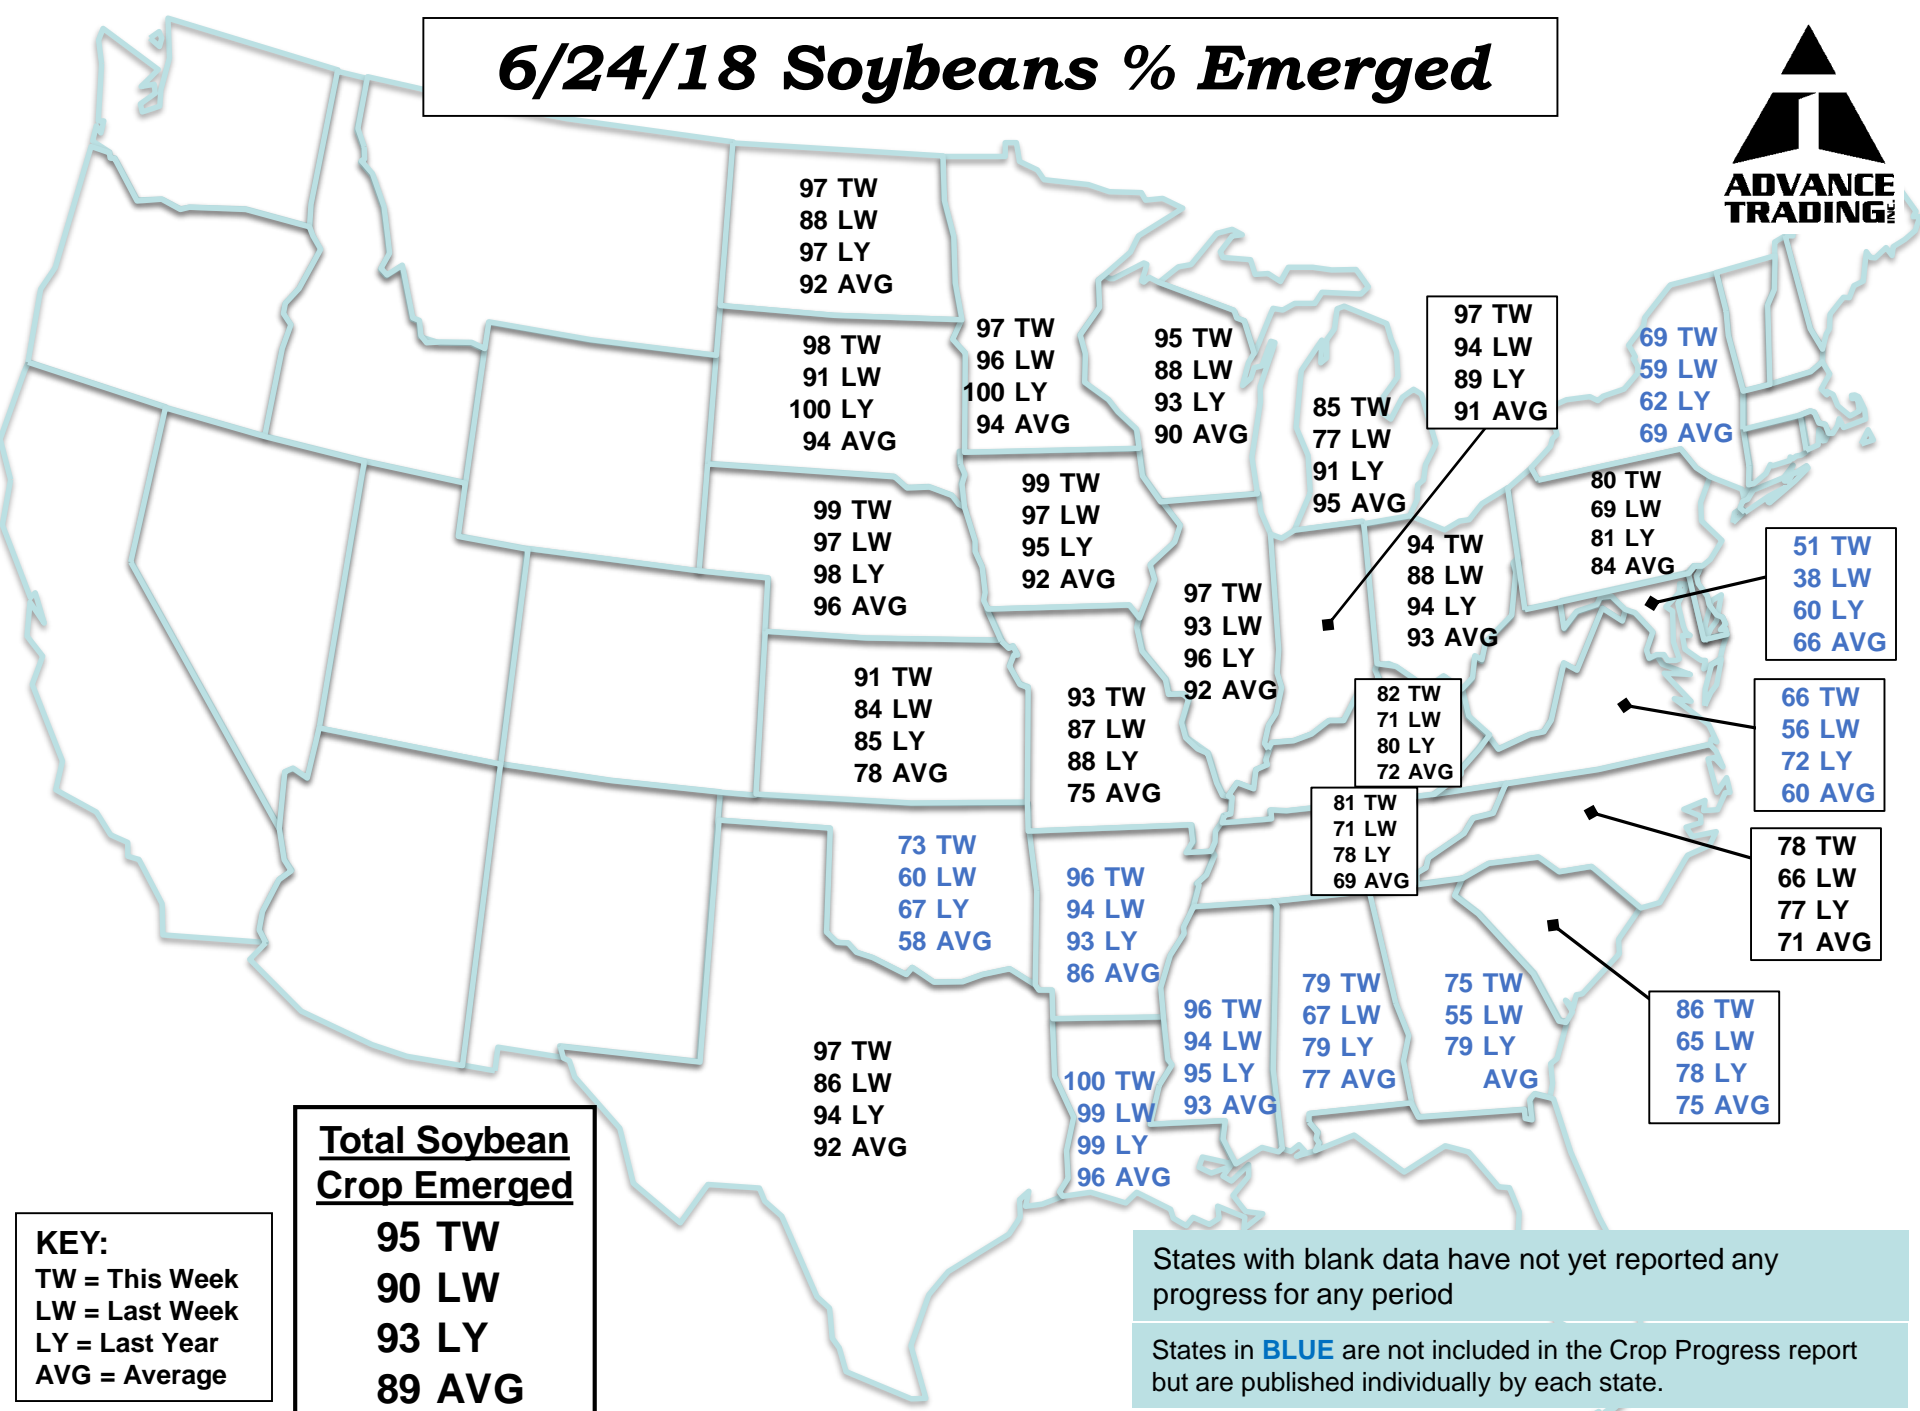 6/24/18 Soybeans % Emerged
ADVANCE
TRADING INC.
97 TW
88 LW
97 LY
92 AVG
98 TW
91 LW
100 LY
94 AVG
97 TW
96 LW
100 LY
94 AVG
95 TW
88 LW
93 LY
90 AVG
85 TW
77 LW
91 LY
95 AVG
97 TW
94 LW
89 LY
91 AVG
69 TW
59 LW
62 LY
69 AVG
99 TW
97 LW
98 LY
96 AVG
99 TW
97 LW
95 LY
92 AVG
97 TW
93 LW
96 LY
92 AVG
94 TW
88 LW
94 LY
93 AVG
80 TW
69 LW
81 LY
84 AVG
51 TW
38 LW
60 LY
66 AVG
91 TW
84 LW
85 LY
78 AVG
93 TW
87 LW
88 LY
75 AVG
82 TW
71 LW
80 LY
72 AVG
66 TW
56 LW
72 LY
60 AVG
81 TW
71 LW
78 LY
69 AVG
78 TW
66 LW
77 LY
71 AVG
73 TW
60 LW
67 LY
58 AVG
96 TW
94 LW
93 LY
86 AVG
96 TW
94 LW
95 LY
93 AVG
79 TW
67 LW
79 LY
77 AVG
75 TW
55 LW
79 LY
AVG
86 TW
65 LW
78 LY
75 AVG
97 TW
86 LW
94 LY
92 AVG
100 TW
99 LW
99 LY
96 AVG
Total Soybean
Crop Emerged
95 TW
90 LW
93 LY
89 AVG
KEY:
TW = This Week
LW = Last Week
LY = Last Year
AVG = Average
States with blank data have not yet reported any
progress for any period
States in BLUE are not included in the Crop Progress report
but are published individually by each state.